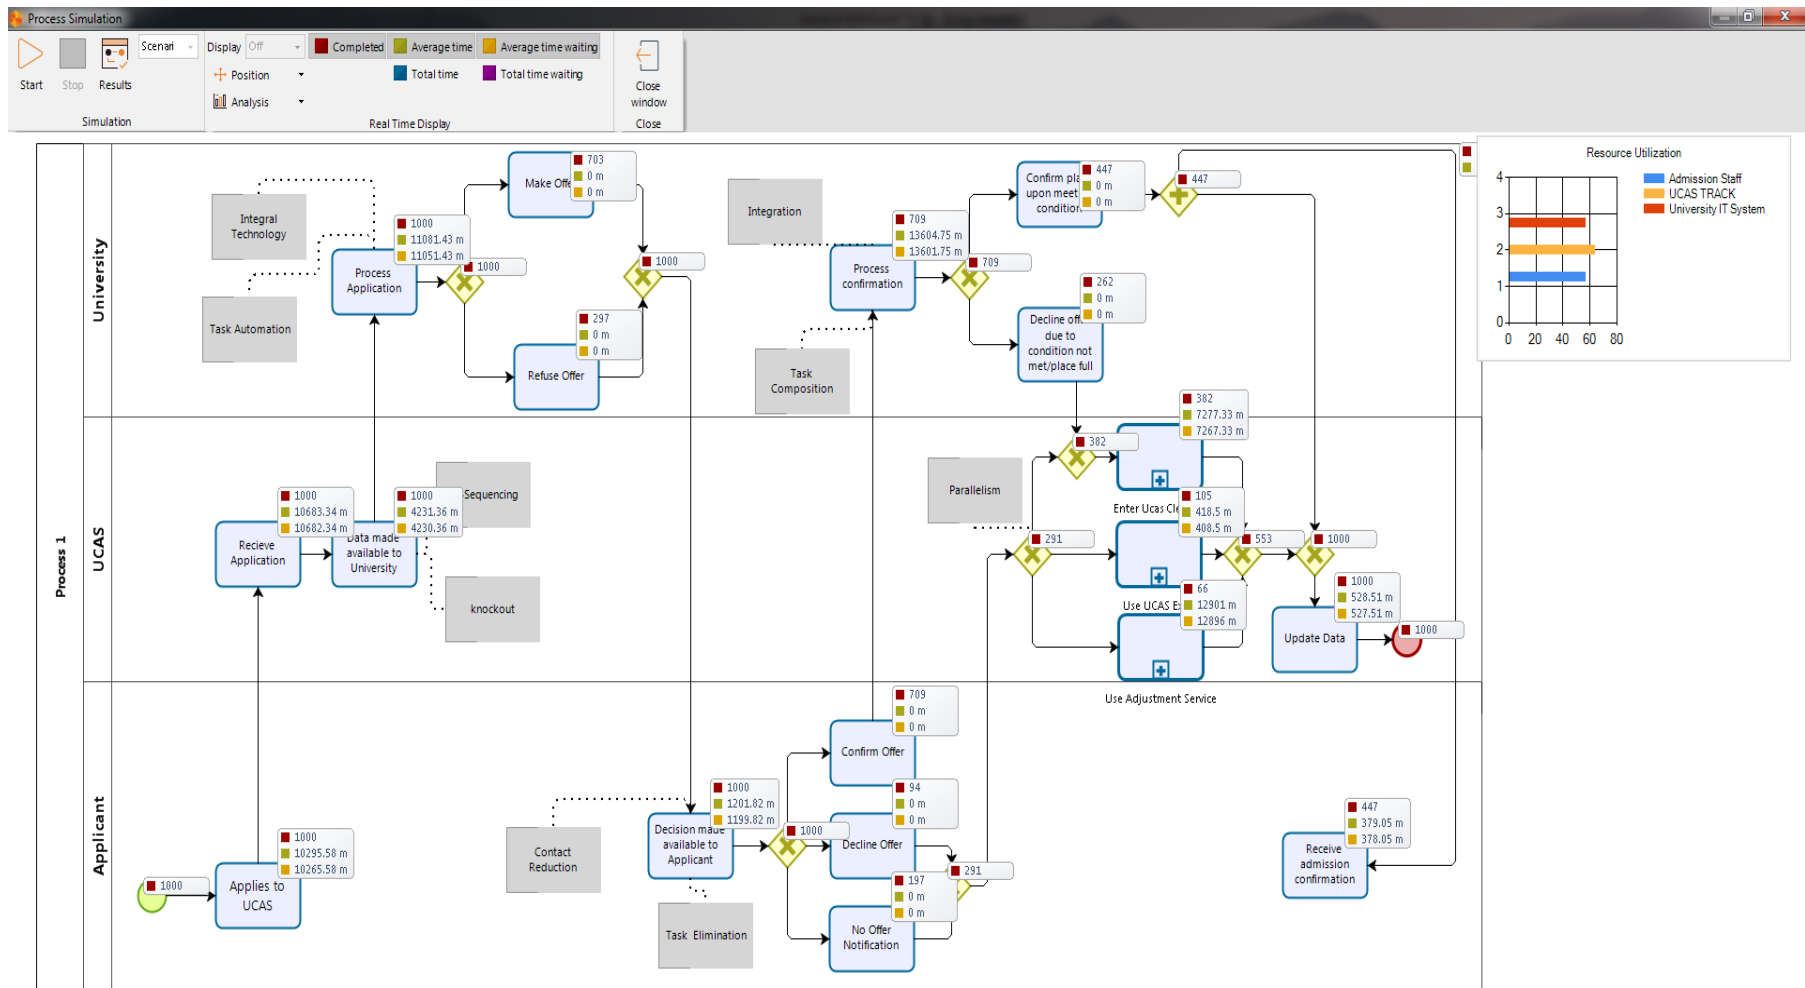 Process Simulation
Start
Stop
Results
Scenari
Simulation
Display
Off
Position
Analysis
Completed
Average time
Average time waiting
Total time
Total time waiting
Real Time Display
Close
window
Close
Process 1
University
Integral
Technology
Task Automation
Process
Application
1000
11081.43 m
11051.43 m
1000
Make Offe
703
0 m
0 m
Refuse Offer
297
0 m
0 m
1000
Integration
Process
confirmation
709
13604.75 m
13601.75 m
709
Task
Composition
Confirm pla
upon meet
condition
447
0 m
0 m
447
Decline off
due to
condition not
met/place full
262
0 m
0 m
Resource Utilization
4
3
2
1
0
0
20
40
60
80
Admission Staff
UCAS TRACK
University IT System
UCAS
Recieve
Application
1000
10683.34 m
10682.34 m
Data made
available to
University
1000
4231.36 m
4230.36 m
Sequencing
knockout
Parallelism
291
382
382
7277.33 m
7267.33 m
Enter Ucas Cle
105
418.5 m
408.5 m
Use UCAS E
66
12901 m
12896 m
Use Adjustment Service
553
1000
Update Data
1000
528.51 m
527.51 m
1000
Applicant
1000
Applies to
UCAS
1000
10295.58 m
10265.58 m
Contact
Reduction
Task Elimination
Decision made
available to
Applicant
1000
1201.82 m
1199.82 m
1000
Confirm Offer
709
0 m
0 m
Decline Offer
94
0 m
0 m
No Offer
Notification
197
0 m
0 m
291
Receive
admission
confirmation
447
379.05 m
378.05 m